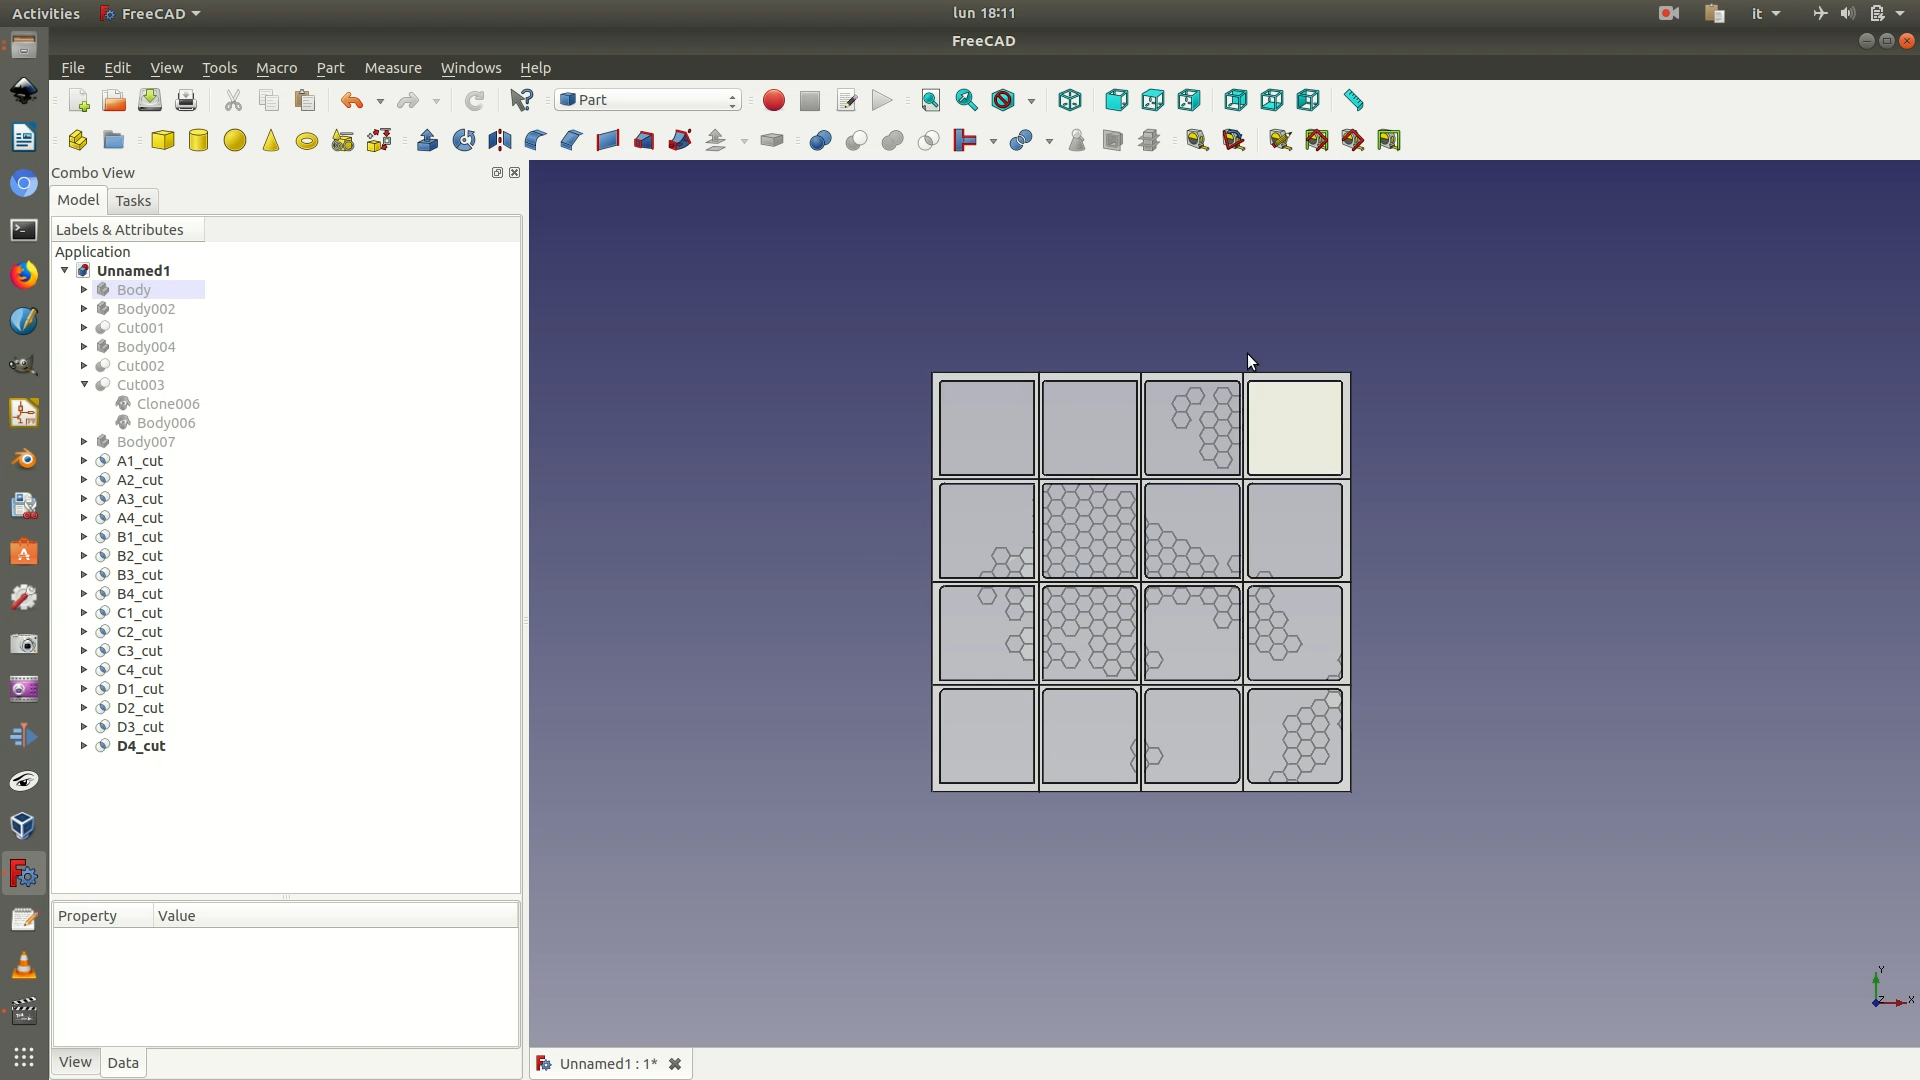 Activities FreeCAD lun 18:11 it
FreeCAD
File Edit View Tools Macro Part Measure Windows Help
Part
Combo View
Model Tasks
Labels & Attributes
Application
Unnamed1
Body
Body002
Cut001
Body004
Cut002
Cut003
Clone006
Body006
Body007
A1_cut
A2_cut
A3_cut
A4_cut
B1_cut
B2_cut
B3_cut
B4_cut
C1_cut
C2_cut
C3_cut
C4_cut
D1_cut
D2_cut
D3_cut
D4_cut
Property Value
Y
Z X
View Data
Unnamed1 : 1*